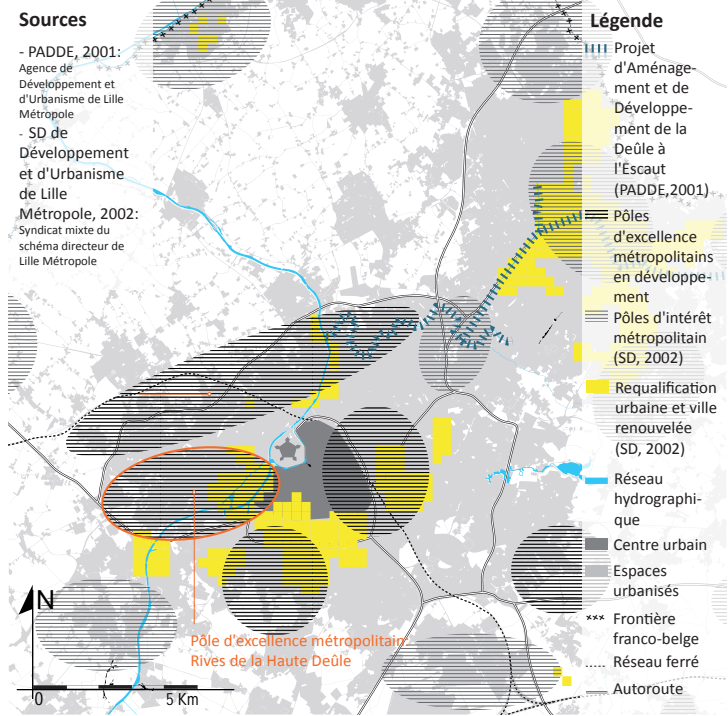 Sources
- PADDE, 2001:
Agence de
Développement et
d'Urbanisme de Lille
Métropole
- SD de
Développement
et d'Urbanisme
de Lille
Métropole, 2002:
Syndicat mixte du
schéma directeur de
Lille Métropole
Légende
Projet
d'Aménage-
ment et de
Développe-
ment de la
Deûle à
l'Escaut
(PADDE,2001)
Pôles
d'excellence
métropolitains
en développe-
ment
Pôles d'intérêt
métropolitain
(SD, 2002)
Requalification
urbaine et ville
renouvelée
(SD, 2002)
Réseau
hydrographi-
que
Centre urbain
Espaces
urbanisés
Frontière
franco-belge
Réseau ferré
Autoroute
Pôle d'excellence métropolitain:
Rives de la Haute Deûle
N
0 5 Km